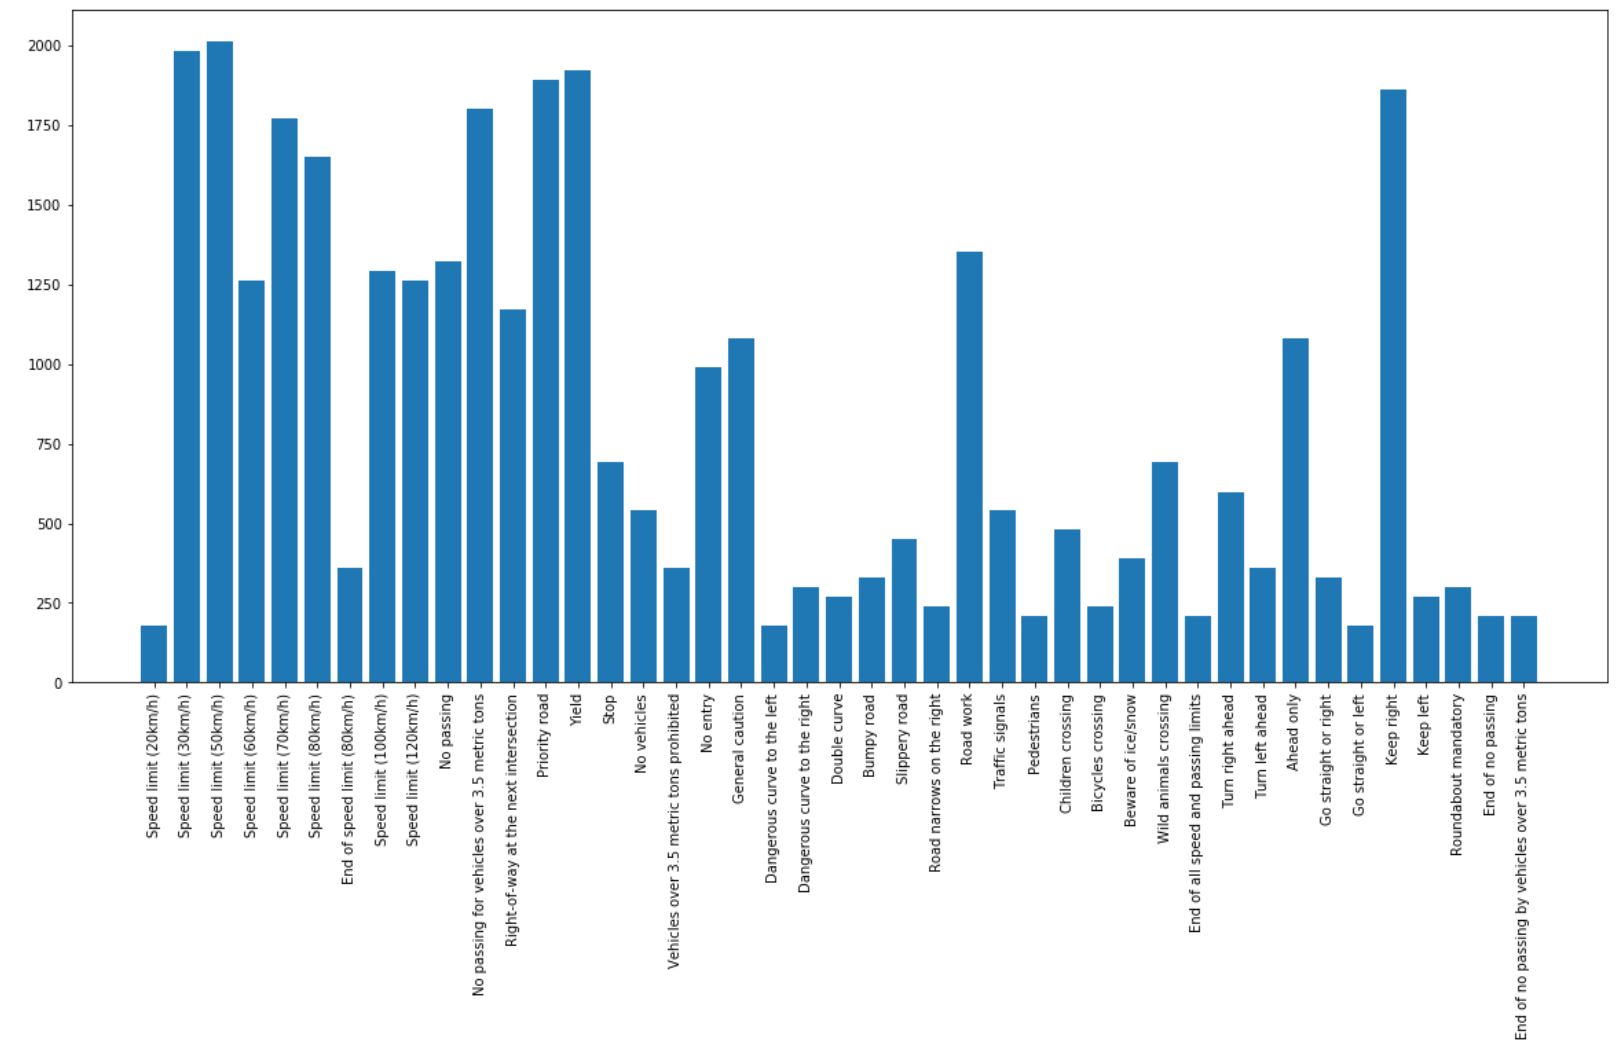 2000
1750
1500
1250
1000
750
500
250
0
Speed limit (20km/h)
Speed limit (30km/h)
Speed limit (50km/h)
Speed limit (60km/h)
Speed limit (70km/h)
Speed limit (80km/h)
End of speed limit (80km/h)
Speed limit (100km/h)
Speed limit (120km/h)
No passing
No passing for vehicles over 3.5 metric tons
Right-of-way at the next intersection
Priority road
Yield
Stop
No vehicles
Vehicles over 3.5 metric tons prohibited
No entry
General caution
Dangerous curve to the left
Dangerous curve to the right
Double curve
Bumpy road
Slippery road
Road narrows on the right
Road work
Traffic signals
Pedestrians
Children crossing
Bicycles crossing
Beware of ice/snow
Wild animals crossing
End of all speed and passing limits
Turn right ahead
Turn left ahead
Ahead only
Go straight or right
Go straight or left
Keep right
Keep left
Roundabout mandatory
End of no passing
End of no passing by vehicles over 3.5 metric tons